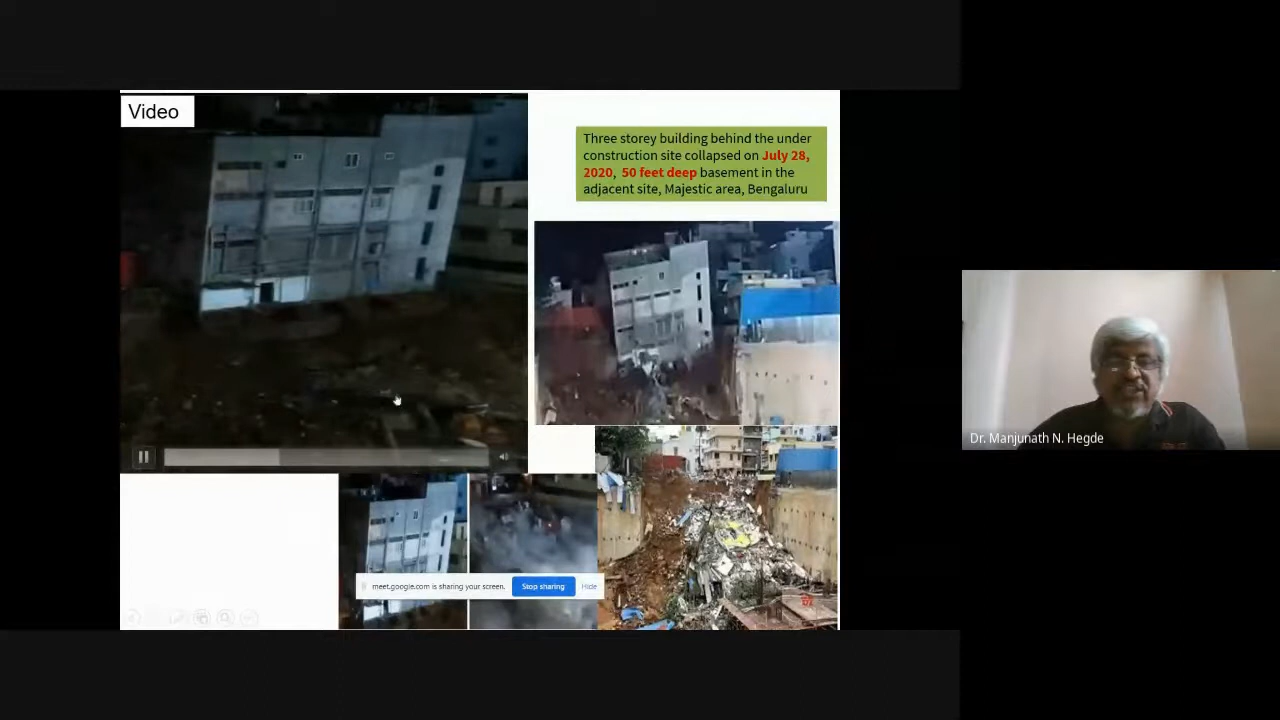 Video
Three storey building behind the under
construction site collapsed on July 28,
2020, 50 feet deep basement in the
adjacent site, Majestic area, Bengaluru
Dr. Manjunath N. Hegde
meet.google.com is sharing your screen.
Stop sharing
Hide